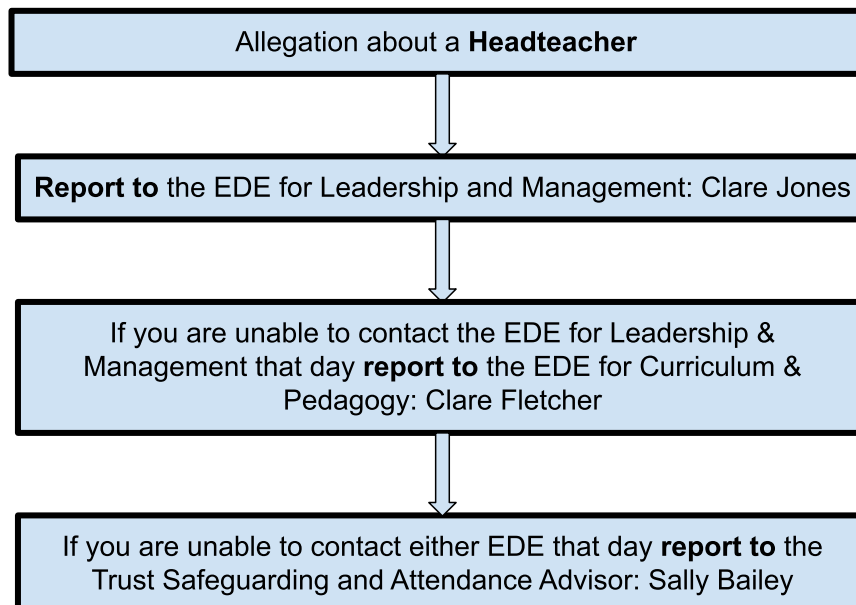 Allegation about a Headteacher
Report to the EDE for Leadership and Management: Clare Jones
If you are unable to contact the EDE for Leadership &
Management that day report to the EDE for Curriculum &
Pedagogy: Clare Fletcher
If you are unable to contact either EDE that day report to the
Trust Safeguarding and Attendance Advisor: Sally Bailey